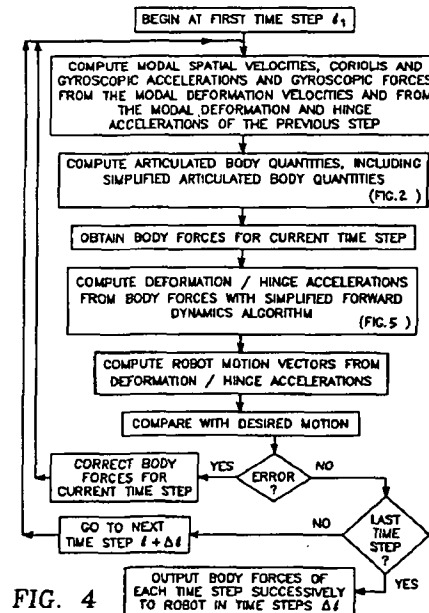 BEGIN AT FIRST TIME STEP t₁
COMPUTE MODAL SPATIAL VELOCITIES, CORIOLIS AND
GYROSCOPIC ACCELERATIONS AND GYROSCOPIC FORCES
FROM THE MODAL DEFORMATION VELOCITIES AND FROM
THE MODAL DEFORMATION AND HINGE
ACCELERATIONS OF THE PREVIOUS STEP
COMPUTE ARTICULATED BODY QUANTITIES, INCLUDING
SIMPLIFIED ARTICULATED BODY QUANTITIES
(FIG.2 )
OBTAIN BODY FORCES FOR CURRENT TIME STEP
COMPUTE DEFORMATION / HINGE ACCELERATIONS
FROM BODY FORCES WITH SIMPLIFIED FORWARD
DYNAMICS ALGORITHM
(FIG.5 )
COMPUTE ROBOT MOTION VECTORS FROM
DEFORMATION / HINGE ACCELERATIONS
COMPARE WITH DESIRED MOTION
CORRECT BODY
FORCES FOR
CURRENT TIME STEP
YES
ERROR
?
NO
GO TO NEXT
TIME STEP t + Δt
NO
LAST
TIME
STEP
?
YES
OUTPUT BODY FORCES OF
EACH TIME STEP SUCCESSIVELY
TO ROBOT IN TIME STEPS Δt
FIG. 4